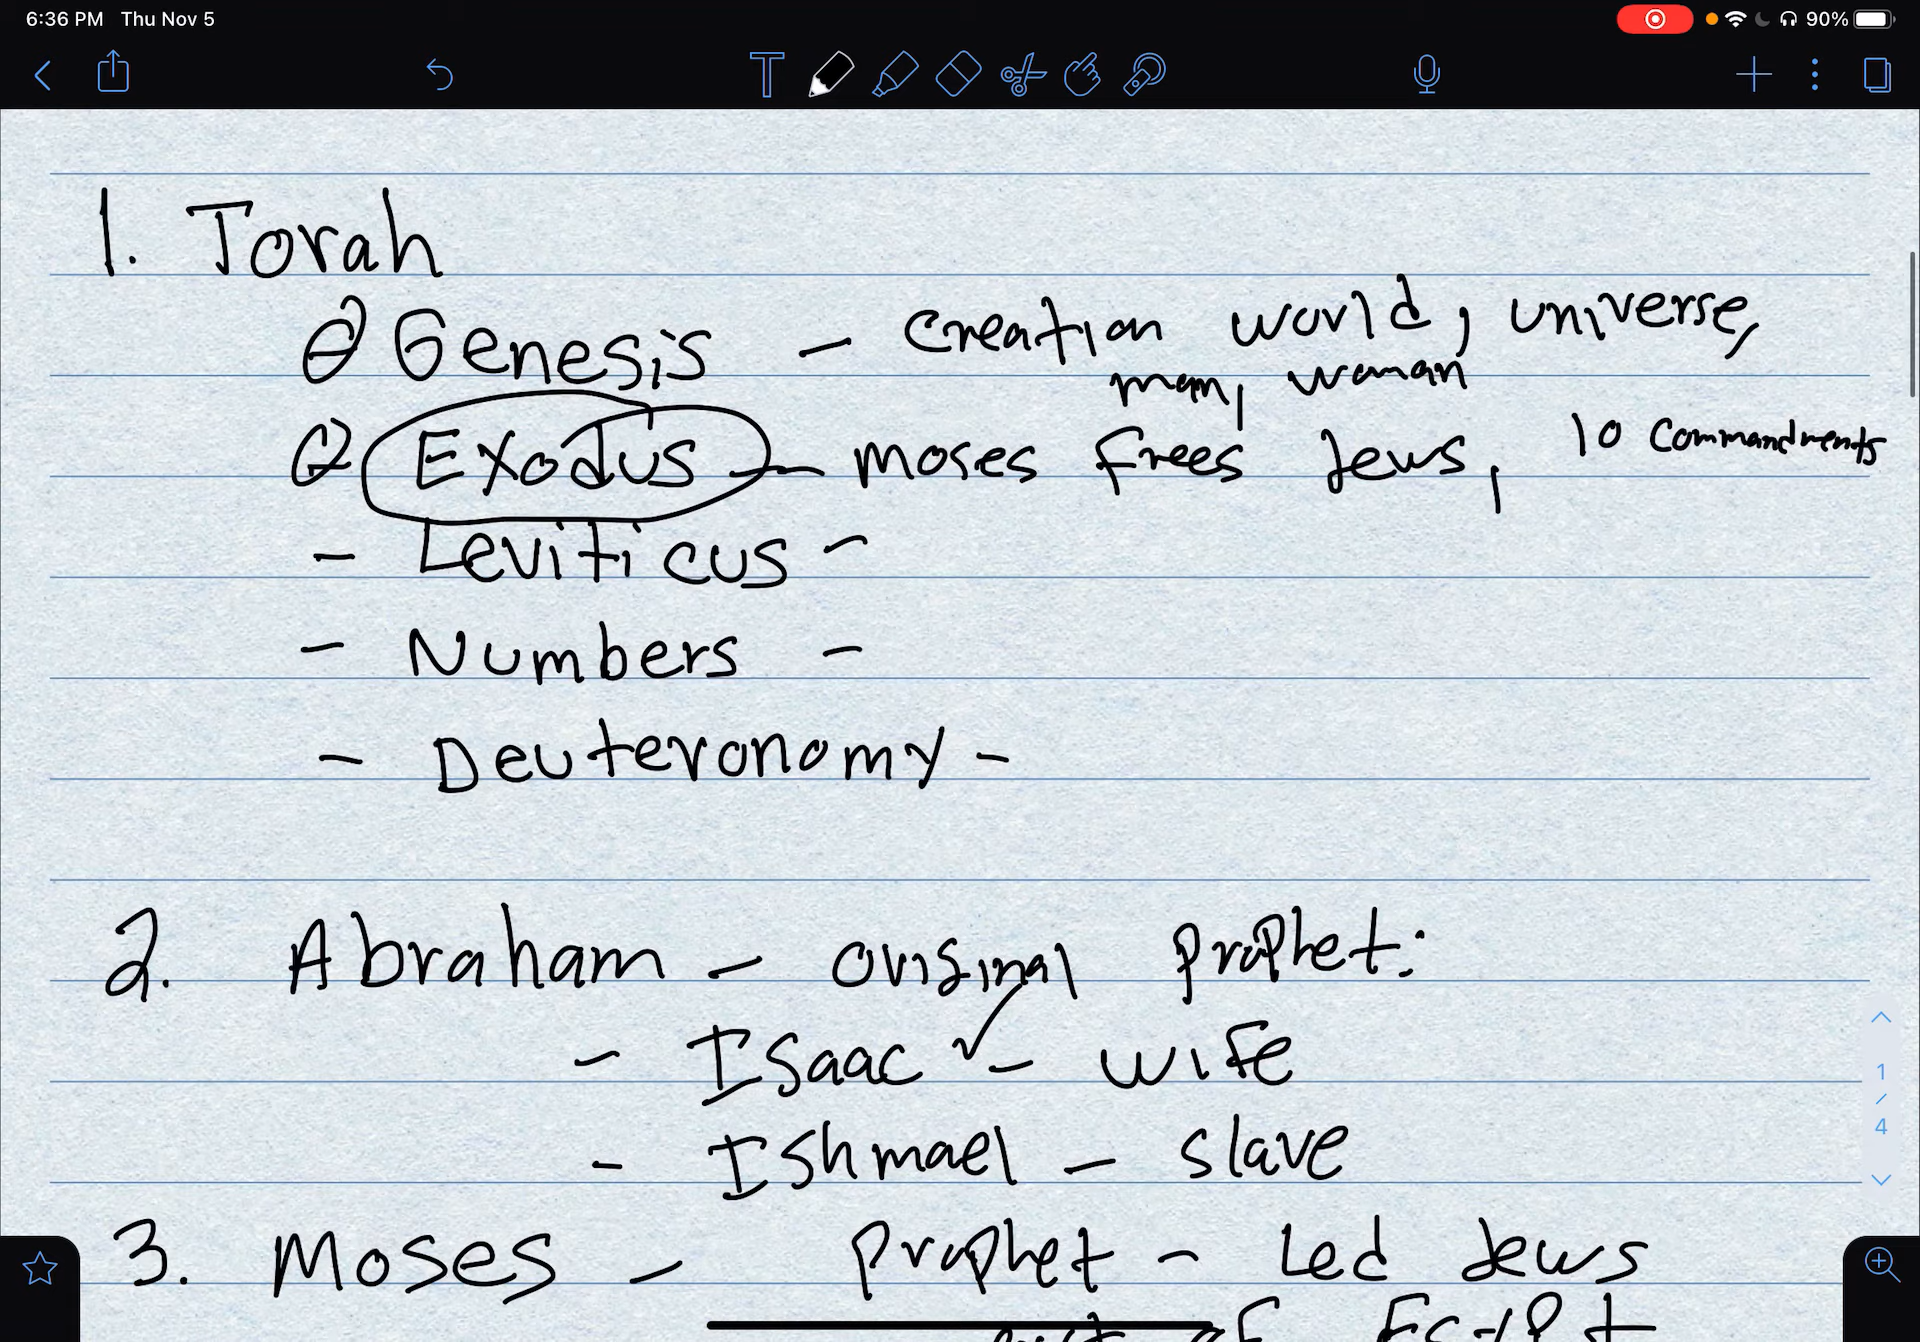 6:36 PM Thu Nov 5
90%
1. Torah
Genesis - creation world, universe,
man, woman
Exodus - Moses frees Jews, 10 Commandments
- Leviticus -
- Numbers -
- Deuteronomy -
2. Abraham - original prophet:
- Isaac ✓ - wife
- Ishmael - slave
3. Moses - prophet - Led Jews
of Egypt
1
/
4